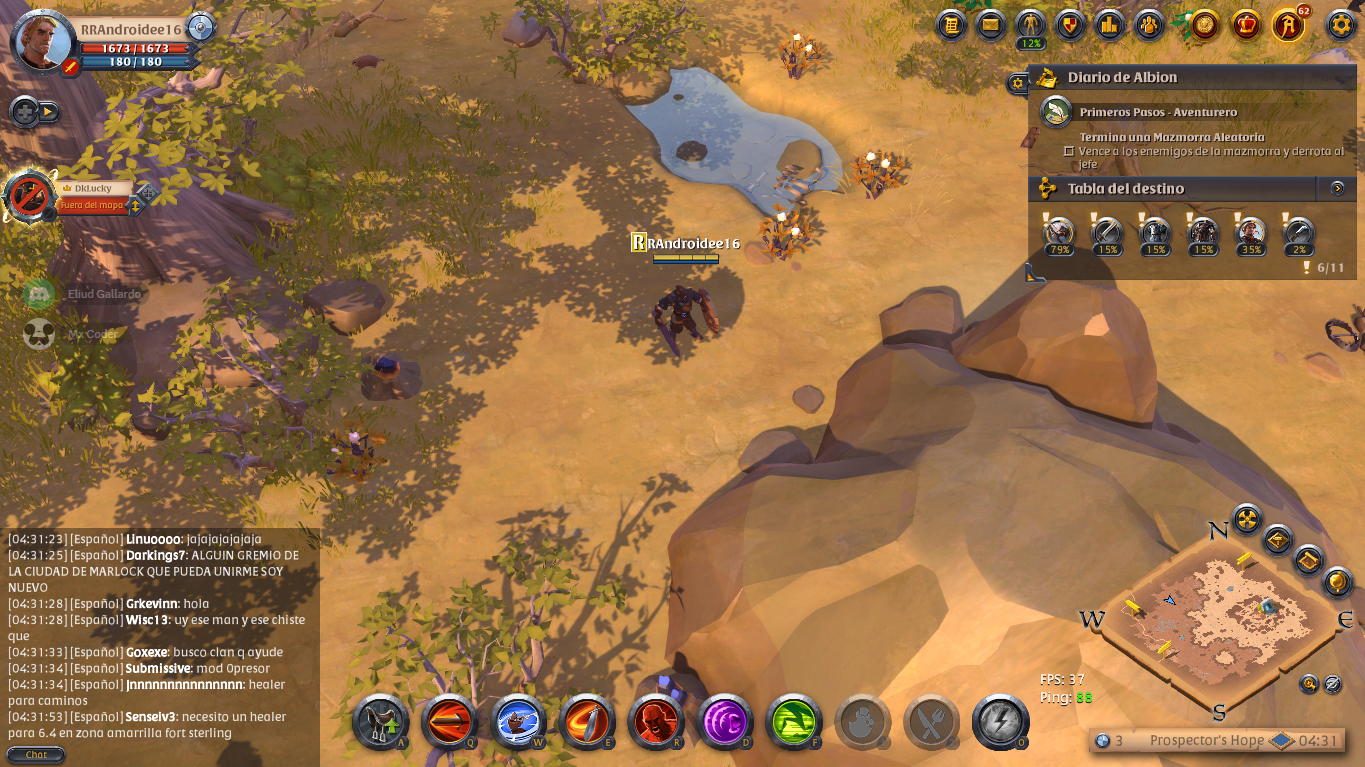 RRAndroidee16
1673 / 1673
180 / 180
12%
62
Diario de Albion
Primeros Pasos - Aventurero
Termina una Mazmorra Aleatoria
Vence a los enemigos de la mazmorra y derrota al
jefe
Tabla del destino
79% 15% 15% 15% 35% 2%
6/11
DkLucky
Fuera del mapa
Eliud Gallardo
Mx Coder
R RRAndroidee16
[04:31:23] [Español] Linuoooo: jajajajajajaja
[04:31:25] [Español] Darkings7: ALGUIN GREMIO DE
LA CIUDAD DE MARLOCK QUE PUEDA UNIRME SOY
NUEVO
[04:31:28] [Español] Grkevinn: hola
[04:31:28] [Español] Wisc13: uy ese man y ese chiste
que
[04:31:33] [Español] Goxexe: busco clan q ayude
[04:31:34] [Español] Submissive: mod 0presor
[04:31:34] [Español] Jnnnnnnnnnnnnnnn: healer
para caminos
[04:31:53] [Español] Senseiv3: necesito un healer
para 6.4 en zona amarrilla fort sterling
Chat
A Q W E R D F O
N
W
E
S
FPS: 37
Ping: 88
3 Prospector's Hope 04:31